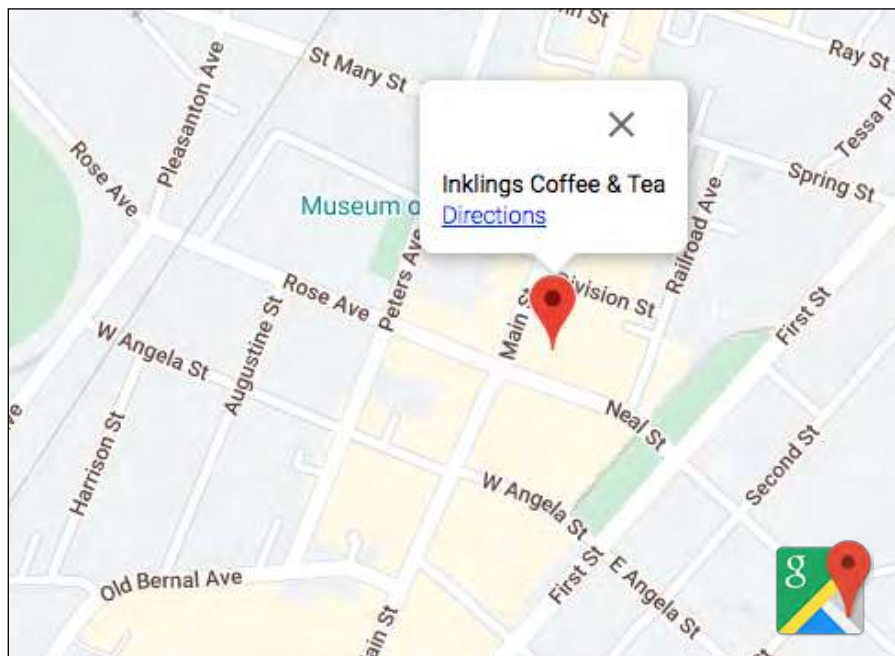 Ray St
St Mary St
Pleasanton Ave
Tessa Pl
Inklings Coffee & Tea
Directions
Rose Ave
Spring St
Museum o
Railroad Ave
Peters Ave
Division St
Rose Ave
Main St
First St
W Angela St
Augustine St
Neal St
Harrison St
Second St
W Angela St
Old Bernal Ave
First St
E Angela St
ain St
g
St